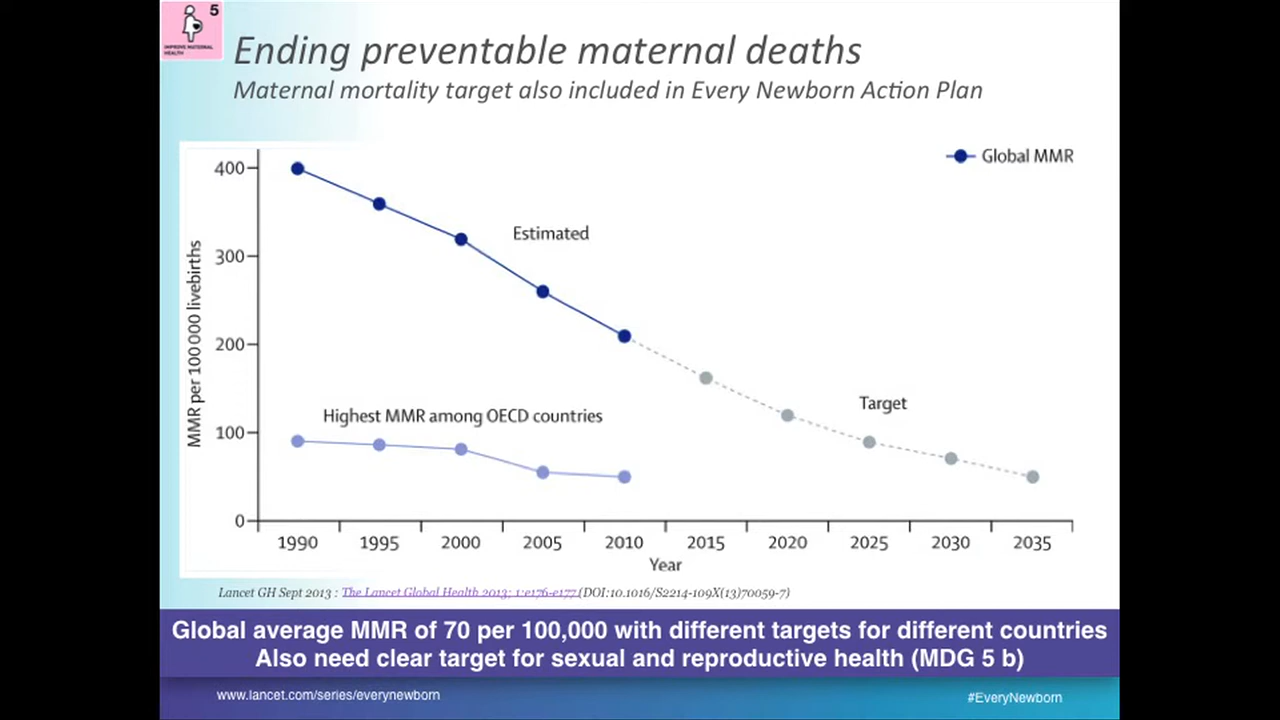 5
IMPROVE MATERNAL
HEALTH
Ending preventable maternal deaths
Maternal mortality target also included in Every Newborn Action Plan
Global MMR
400
300
200
100
0
MMR per 100 000 livebirths
Estimated
Highest MMR among OECD countries
Target
1990 1995 2000 2005 2010 2015 2020 2025 2030 2035
Year
Lancet GH Sept 2013 : The Lancet Global Health 2013; 1:e176-e177 (DOI:10.1016/S2214-109X(13)70059-7)
Global average MMR of 70 per 100,000 with different targets for different countries
Also need clear target for sexual and reproductive health (MDG 5 b)
www.lancet.com/series/everynewborn
#EveryNewborn